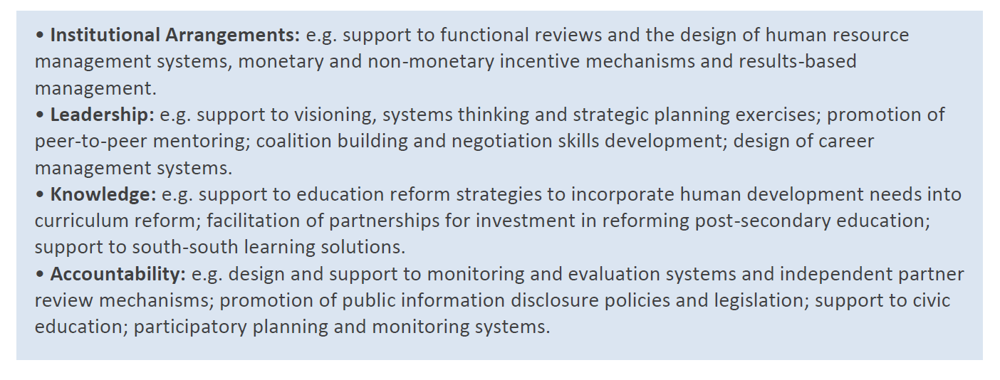 • Institutional Arrangements: e.g. support to functional reviews and the design of human resource
management systems, monetary and non-monetary incentive mechanisms and results-based
management.
• Leadership: e.g. support to visioning, systems thinking and strategic planning exercises; promotion of
peer-to-peer mentoring; coalition building and negotiation skills development; design of career
management systems.
• Knowledge: e.g. support to education reform strategies to incorporate human development needs into
curriculum reform; facilitation of partnerships for investment in reforming post-secondary education;
support to south-south learning solutions.
• Accountability: e.g. design and support to monitoring and evaluation systems and independent partner
review mechanisms; promotion of public information disclosure policies and legislation; support to civic
education; participatory planning and monitoring systems.